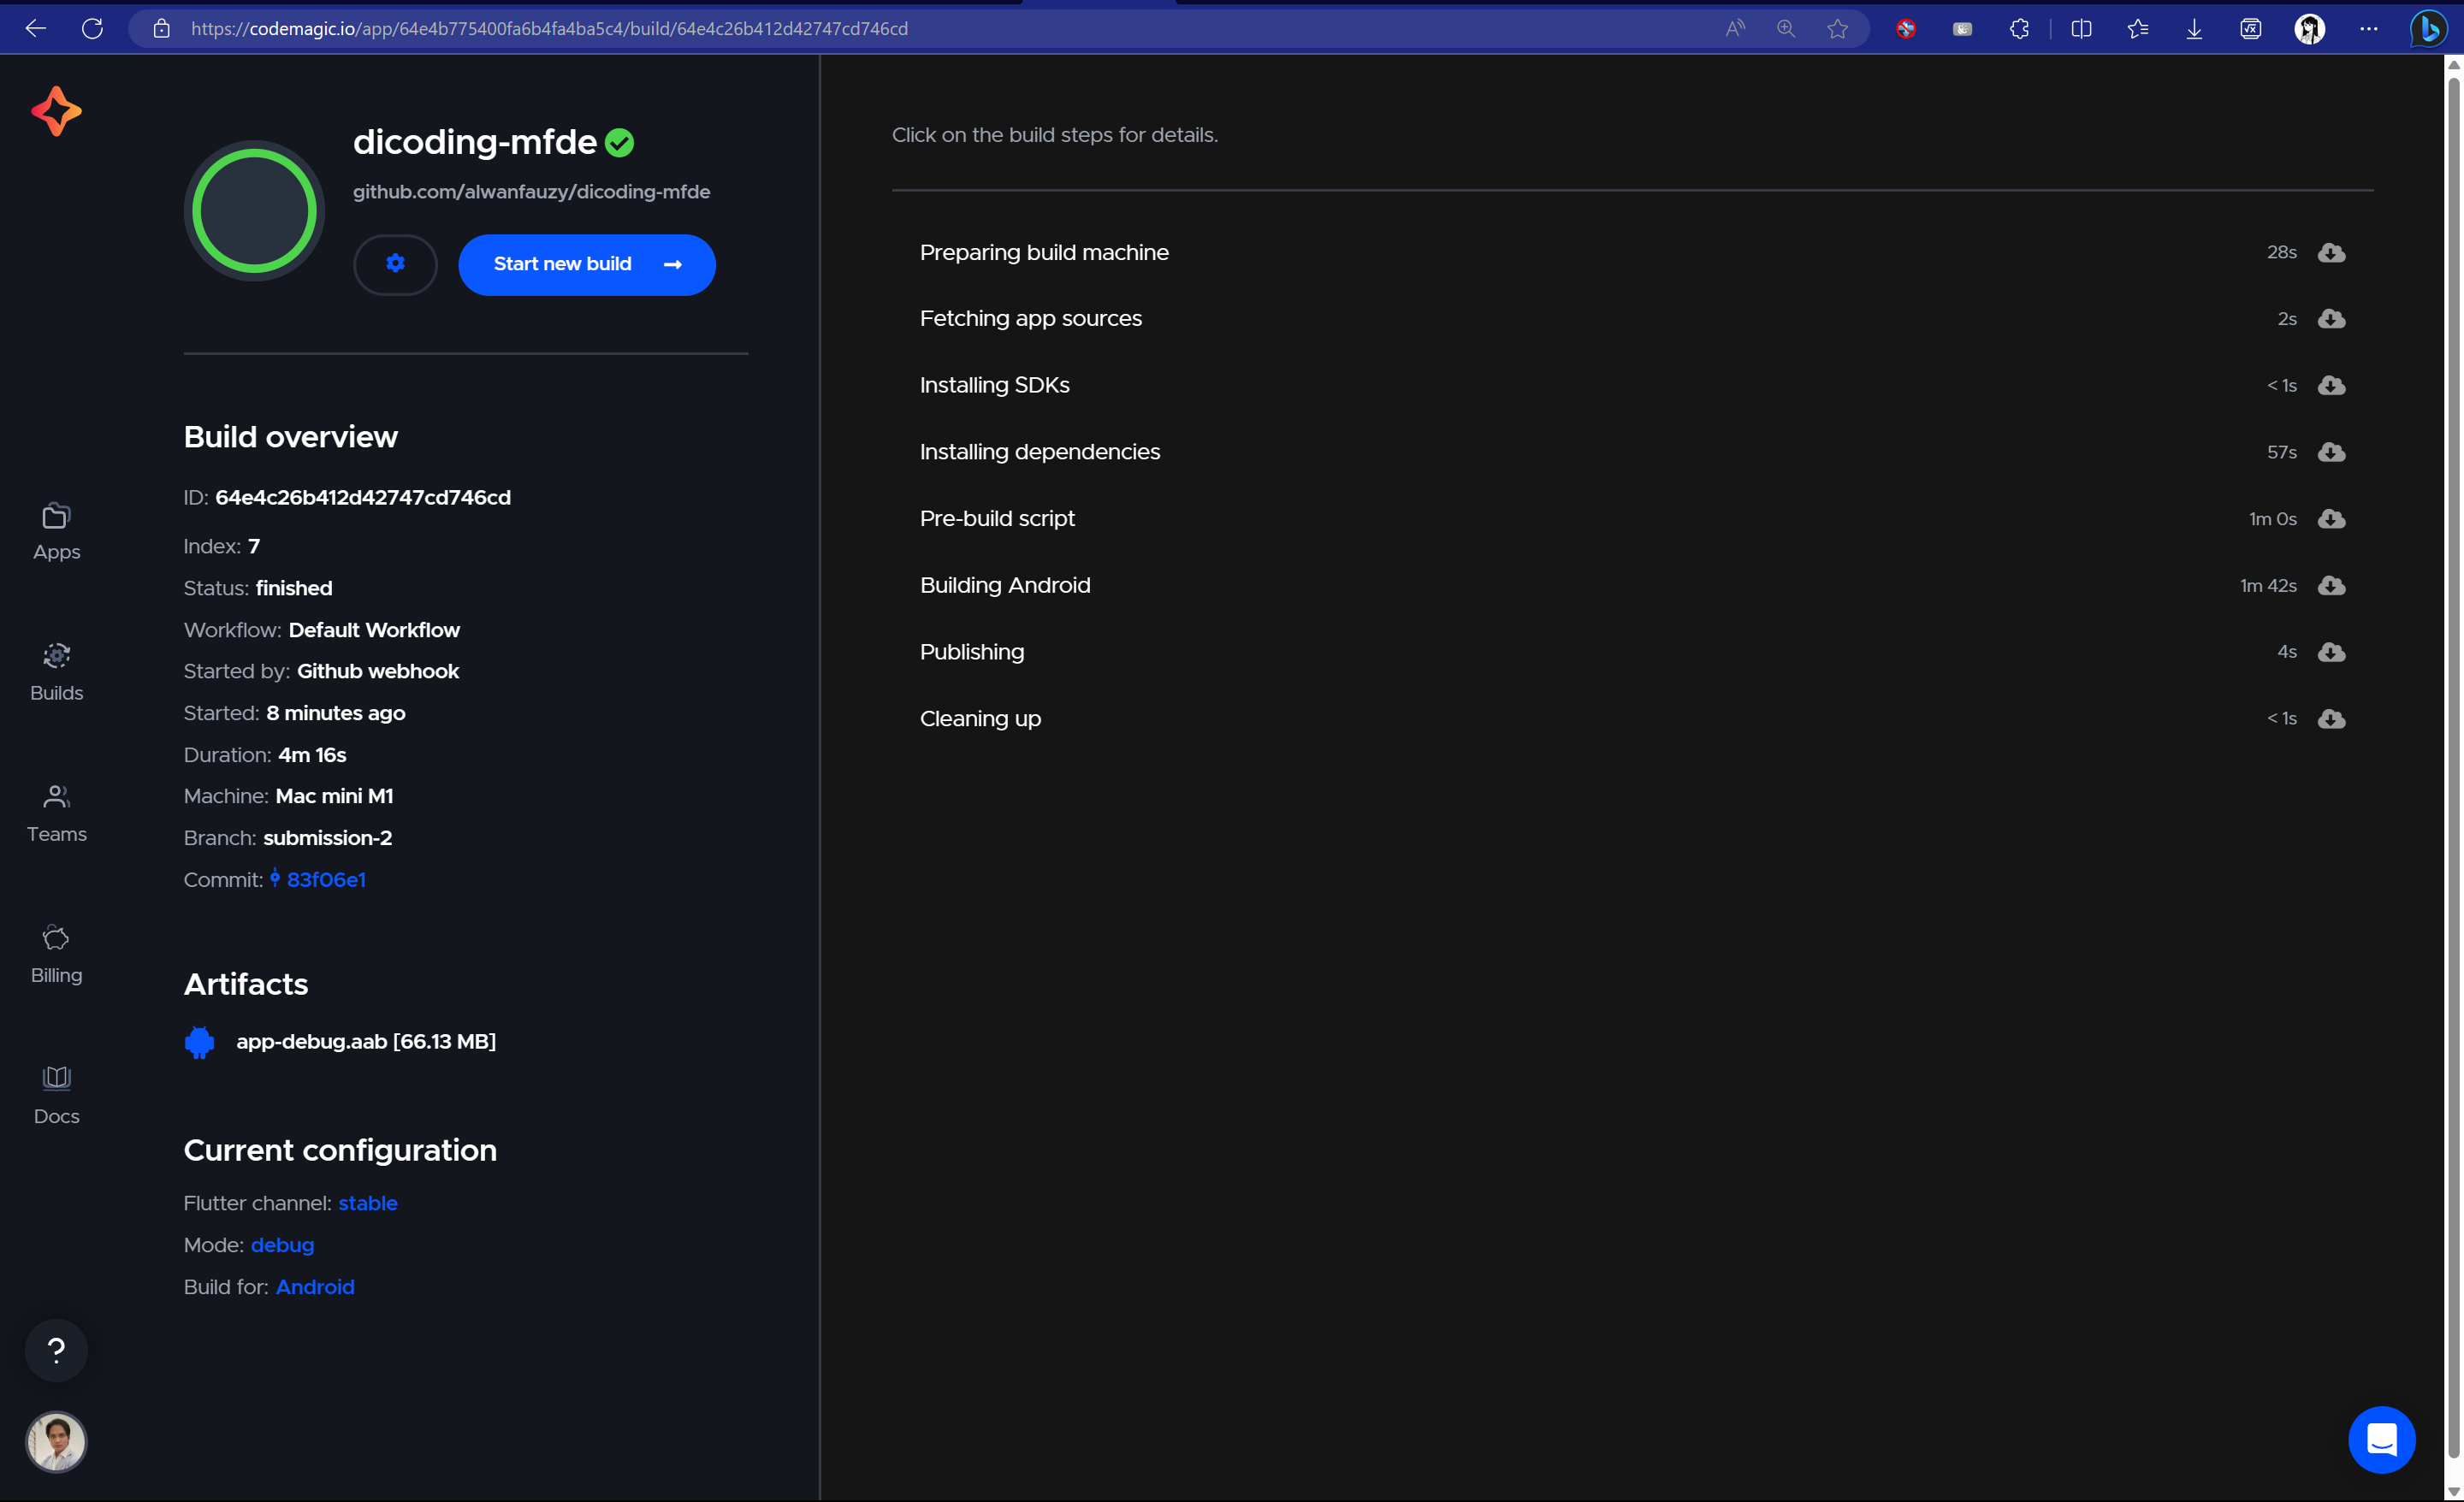 https://codemagic.io/app/64e4b775400fa6b4fa4ba5c4/build/64e4c26b412d42747cd746cd
dicoding-mfde
github.com/alwanfauzy/dicoding-mfde
Start new build
Build overview
ID: 64e4c26b412d42747cd746cd
Index: 7
Status: finished
Workflow: Default Workflow
Started by: Github webhook
Started: 8 minutes ago
Duration: 4m 16s
Machine: Mac mini M1
Branch: submission-2
Commit: 83f06e1
Artifacts
app-debug.aab [66.13 MB]
Current configuration
Flutter channel: stable
Mode: debug
Build for: Android
Apps
Builds
Teams
Billing
Docs
?
Click on the build steps for details.
Preparing build machine 28s
Fetching app sources 2s
Installing SDKs < 1s
Installing dependencies 57s
Pre-build script 1m 0s
Building Android 1m 42s
Publishing 4s
Cleaning up < 1s